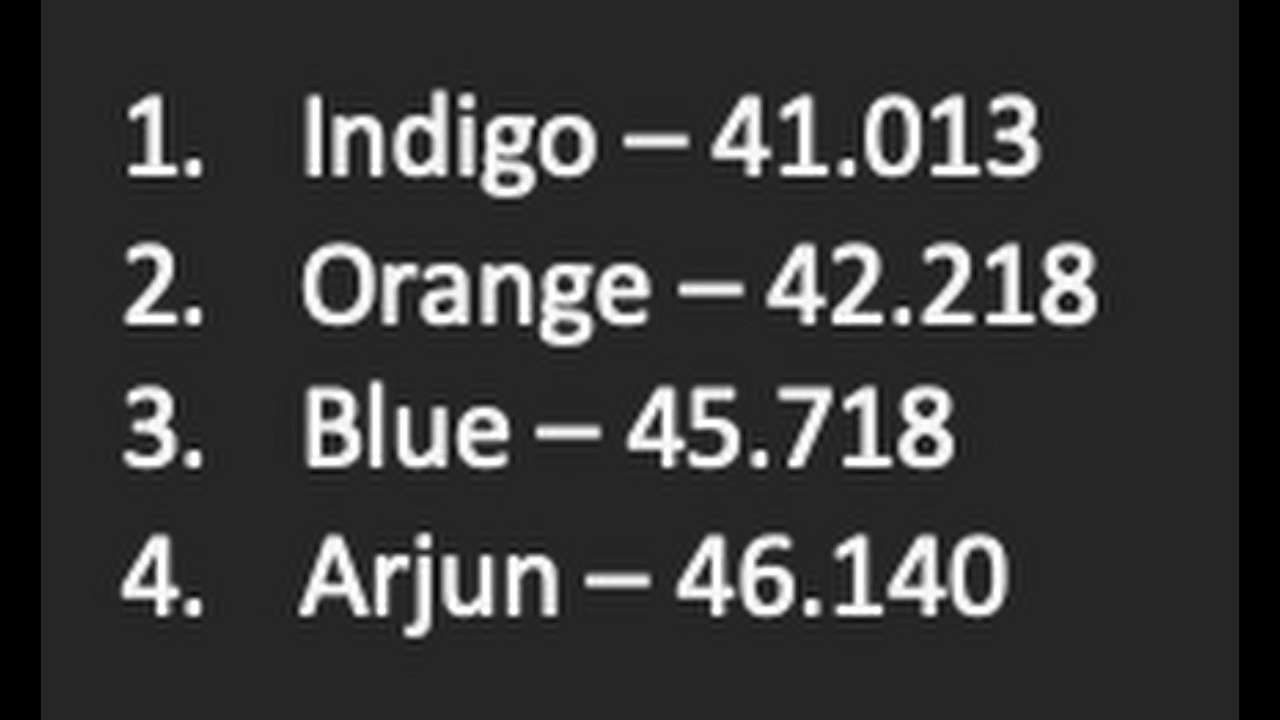 1. Indigo – 41.013
2. Orange – 42.218
3. Blue – 45.718
4. Arjun – 46.140